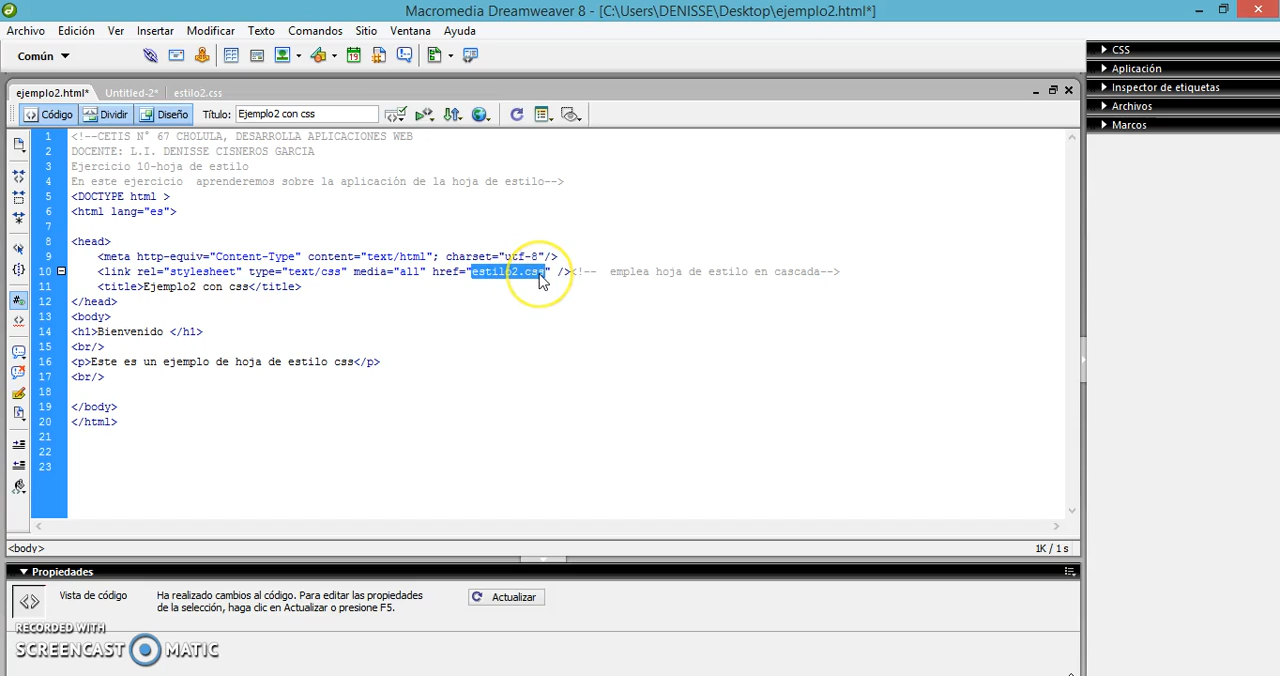 Macromedia Dreamweaver 8 - [C:\Users\DENISSE\Desktop\ejemplo2.html*]
Archivo Edición Ver Insertar Modificar Texto Comandos Sitio Ventana Ayuda
Común
CSS
Aplicación
Inspector de etiquetas
Archivos
Marcos
ejemplo2.html* Untitled-2* estilo2.css
Código Dividir Diseño Título: Ejemplo2 con css
1 <!--CETIS N° 67 CHOLULA, DESARROLLA APLICACIONES WEB
2 DOCENTE: L.I. DENISSE CISNEROS GARCIA
3 Ejercicio 10-hoja de estilo
4 En este ejercicio  aprenderemos sobre la aplicación de la hoja de estilo-->
5 <DOCTYPE html >
6 <html lang="es">
7
8 <head>
9 <meta http-equiv="Content-Type" content="text/html"; charset="utf-8"/>
10 <link rel="stylesheet" type="text/css" media="all" href="estilo2.css" /><!--  emplea hoja de estilo en cascada-->
11 <title>Ejemplo2 con css</title>
12 </head>
13 <body>
14 <h1>Bienvenido </h1>
15 <br/>
16 <p>Este es un ejemplo de hoja de estilo css</p>
17 <br/>
18
19 </body>
20 </html>
21
22
23
<body> 1K / 1 s
Propiedades
Vista de código Ha realizado cambios al código. Para editar las propiedades
de la selección, haga clic en Actualizar o presione F5.
Actualizar
RECORDED WITH
SCREENCAST MATIC